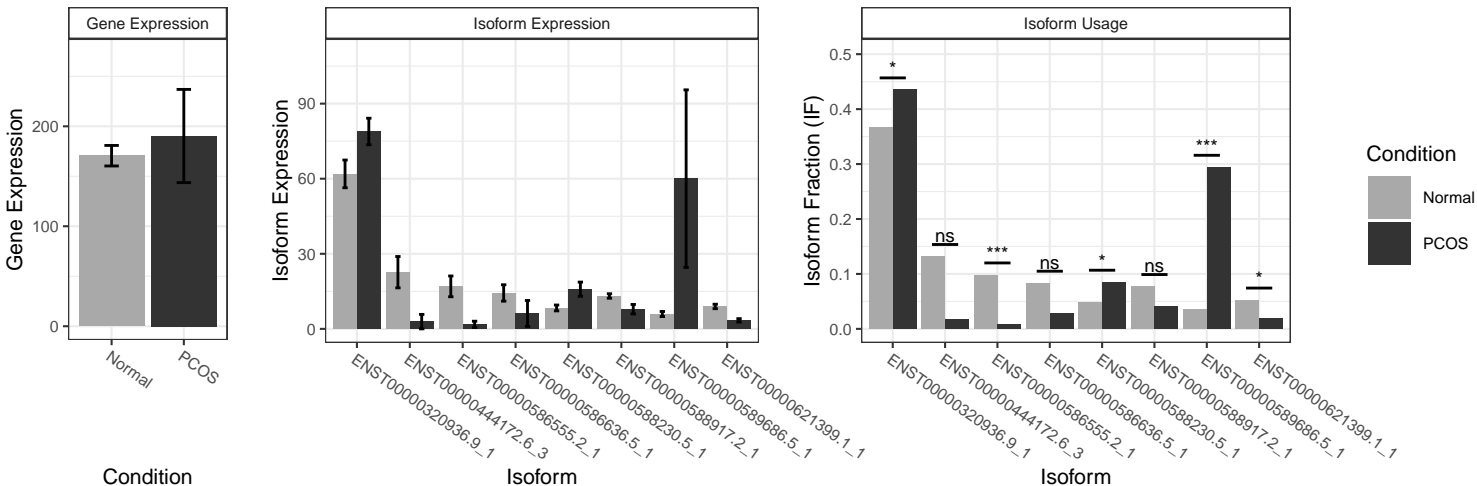 Gene Expression
Gene Expression
200
100
0
Normal
PCOS
Condition
Isoform Expression
Isoform Expression
90
60
30
0
ENST00000320936.9_1
ENST00000444172.6_3
ENST00000586555.2_1
ENST00000586636.5_1
ENST00000588230.5_1
ENST00000588917.2_1
ENST00000589686.5_1
ENST00000621399.1_1
Isoform
Isoform Usage
Isoform Fraction (IF)
0.5
0.4
0.3
0.2
0.1
0.0
*
ns
***
ns
*
ns
***
*
ENST00000320936.9_1
ENST00000444172.6_3
ENST00000586555.2_1
ENST00000586636.5_1
ENST00000588230.5_1
ENST00000588917.2_1
ENST00000589686.5_1
ENST00000621399.1_1
Isoform
Condition
Normal
PCOS